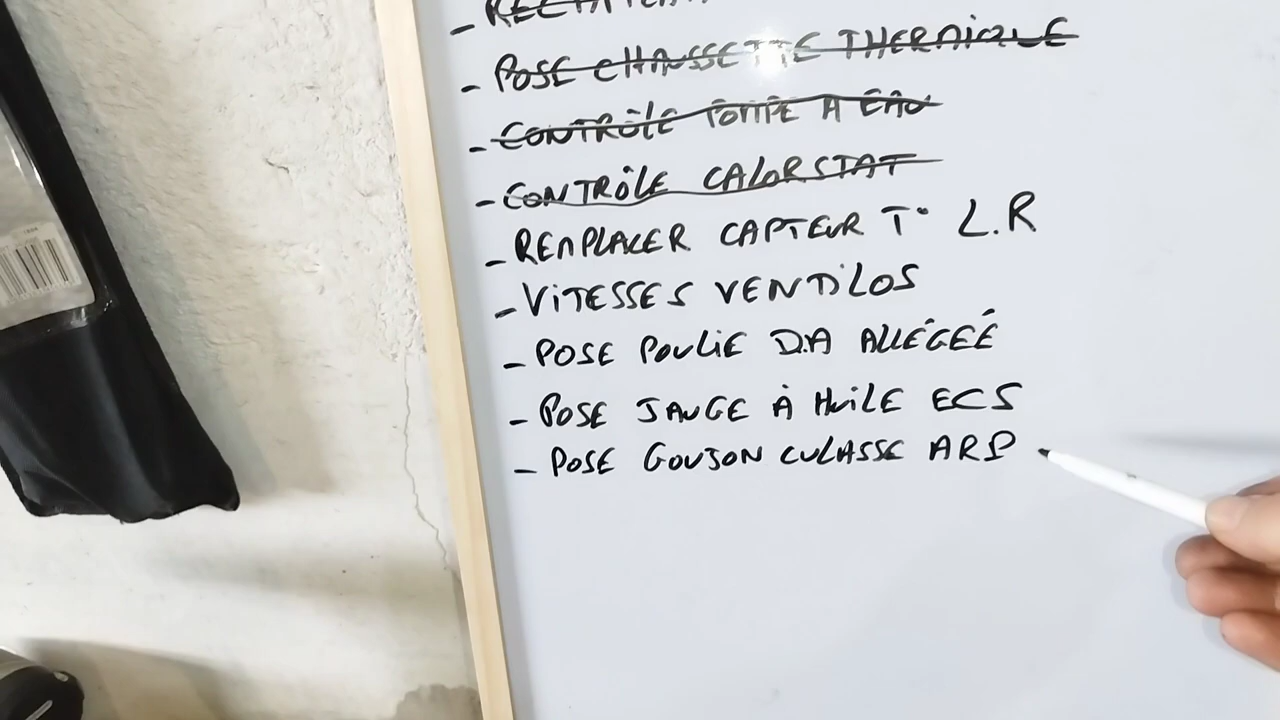 - POSE CHAUSSETTE THERMIQUE
- CONTRÔLE POMPE A EAU
- CONTRÔLE CALORSTAT
- REMPLACER CAPTEUR T° L.R
- VITESSES VENTILOS
- POSE POULIE D.A ALLÉGÉE
- POSE JAUGE À HUILE ECS
- POSE GOUJON CULASSE ARP